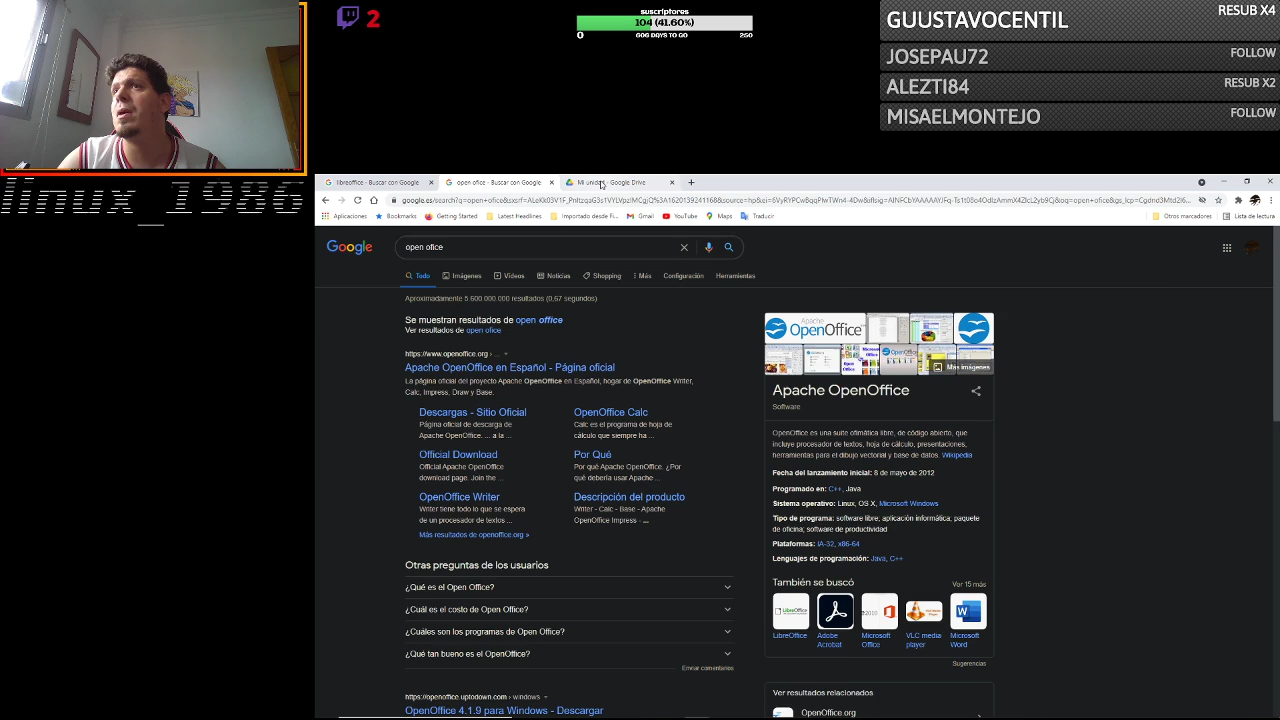 2
suscriptores
104 (41.60%)
0 606 DAYS TO GO 250
GUUSTAVOCENTIL RESUB X4
JOSEPAU72 FOLLOW
ALEZTI84 RESUB X2
MISAELMONTEJO FOLLOW
libreoffice - Buscar con Google
open ofice - Buscar con Google
Mi unidad - Google Drive
Aplicaciones
Bookmarks
Getting Started
Latest Headlines
Importado desde fi...
Gmail
YouTube
Maps
Traducir
Otros marcadores
Lista de lectura
Google
open ofice
Todo
Imágenes
Vídeos
Noticias
Shopping
Más
Configuración
Herramientas
Aproximadamente 5.600.000.000 resultados (0,67 segundos)
Se muestran resultados de open office
Ver resultados de open ofice
https://www.openoffice.org › ...
Apache OpenOffice en Español - Página oficial
La página oficial del proyecto Apache OpenOffice en Español, hogar de OpenOffice Writer,
Calc, Impress, Draw y Base.
Descargas - Sitio Oficial
Página oficial de descarga de
Apache OpenOffice. ... a la ...
OpenOffice Calc
Calc es el programa de hoja de
cálculo que siempre ha ...
Official Download
Official Apache OpenOffice
download page. Join the ...
Por Qué
Por qué Apache OpenOffice. ¿Por
qué debería usar Apache ...
OpenOffice Writer
Writer tiene todo lo que se espera
de un procesador de textos ...
Descripción del producto
Writer - Calc - Base - Apache
OpenOffice Impress - ...
Más resultados de openoffice.org »
Otras preguntas de los usuarios
¿Qué es el Open Office?
¿Cuál es el costo de Open Office?
¿Cuáles son los programas de Open Office?
¿Qué tan bueno es el OpenOffice?
Enviar comentarios
https://openoffice.uptodown.com › windows
OpenOffice 4.1.9 para Windows - Descargar
Apache
OpenOffice
Más imágenes
Apache OpenOffice
Software
OpenOffice es una suite ofimática libre, de código abierto, que
incluye procesador de textos, hoja de cálculo, presentaciones,
herramientas para el dibujo vectorial y base de datos. Wikipedia
Fecha del lanzamiento inicial: 8 de mayo de 2012
Programado en: C++, Java
Sistema operativo: Linux, OS X, Microsoft Windows
Tipo de programa: software libre; aplicación informática; paquete
de oficina; software de productividad
Plataformas: IA-32, x86-64
Lenguajes de programación: Java, C++
También se buscó
Ver 15 más
LibreOffice
Adobe
Acrobat
Microsoft
Office
VLC media
player
Microsoft
Word
Sugerencias
Ver resultados relacionados
OpenOffice.org